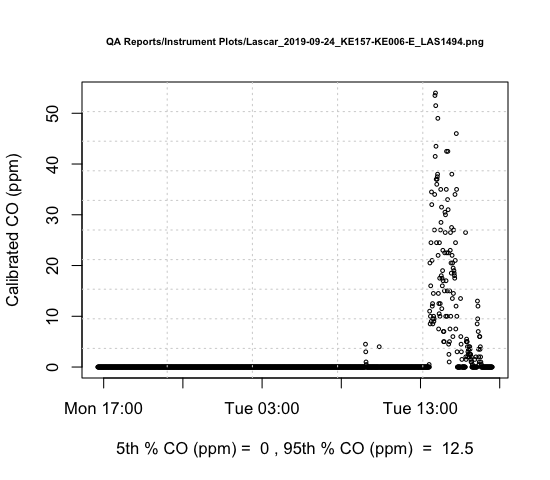 QA Reports/Instrument Plots/Lascar_2019-09-24_KE157-KE006-E_LAS1494.png
Calibrated CO (ppm)
50
40
30
20
10
0
Mon 17:00 Tue 03:00 Tue 13:00
5th % CO (ppm) = 0 , 95th % CO (ppm) = 12.5